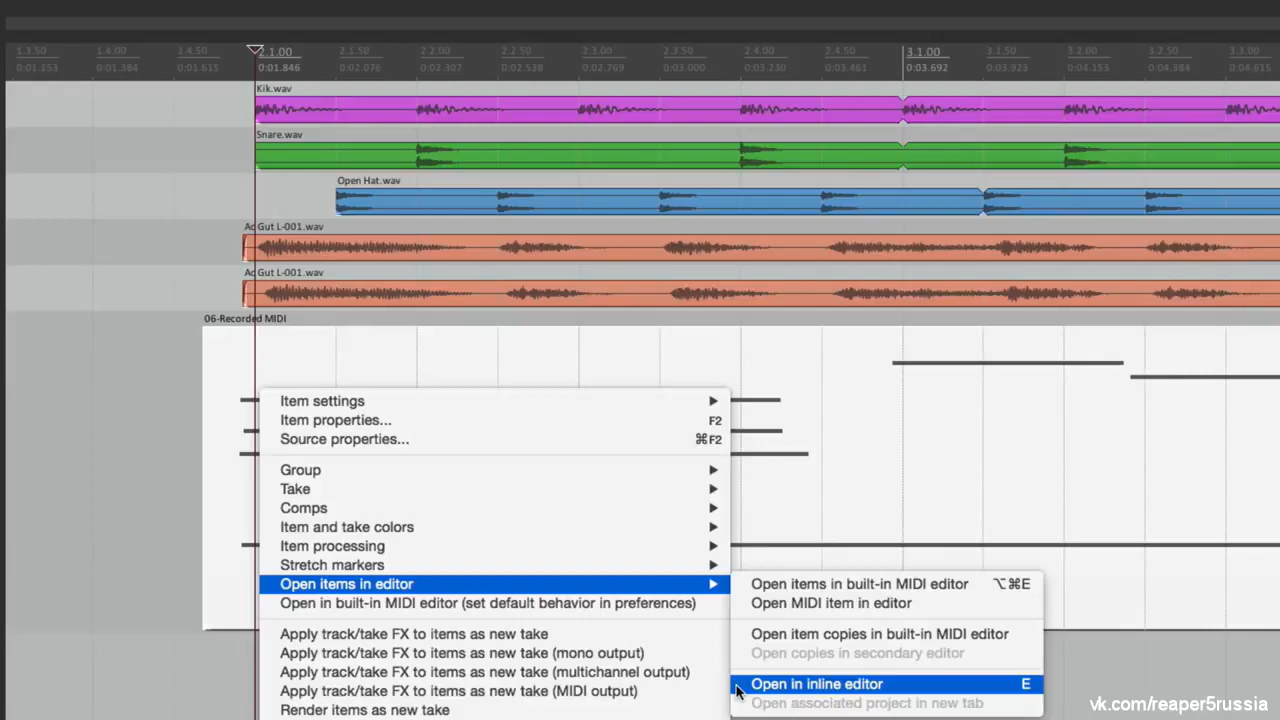 1.3.50 1.4.00 1.4.50 2.1.00 2.1.50 2.2.00 2.2.50 2.3.00 2.3.50 2.4.00 2.4.50 3.1.00 3.1.50 3.2.00 3.2.50 3.3.00
0:01.153 0:01.384 0:01.615 0:01.846 0:02.076 0:02.307 0:02.538 0:02.769 0:03.000 0:03.230 0:03.461 0:03.692 0:03.923 0:04.153 0:04.384 0:04.615
Kik.wav
Snare.wav
Open Hat.wav
Ac Gut L-001.wav
Ac Gut L-001.wav
06-Recorded MIDI
Item settings
Item properties... F2
Source properties... ⌘F2
Group
Take
Comps
Item and take colors
Item processing
Stretch markers
Open items in editor
Open in built-in MIDI editor (set default behavior in preferences)
Apply track/take FX to items as new take
Apply track/take FX to items as new take (mono output)
Apply track/take FX to items as new take (multichannel output)
Apply track/take FX to items as new take (MIDI output)
Render items as new take
Open items in built-in MIDI editor ⌥⌘E
Open MIDI item in editor
Open item copies in built-in MIDI editor
Open copies in secondary editor
Open in inline editor E
Open associated project in new tab
vk.com/reaper5russia